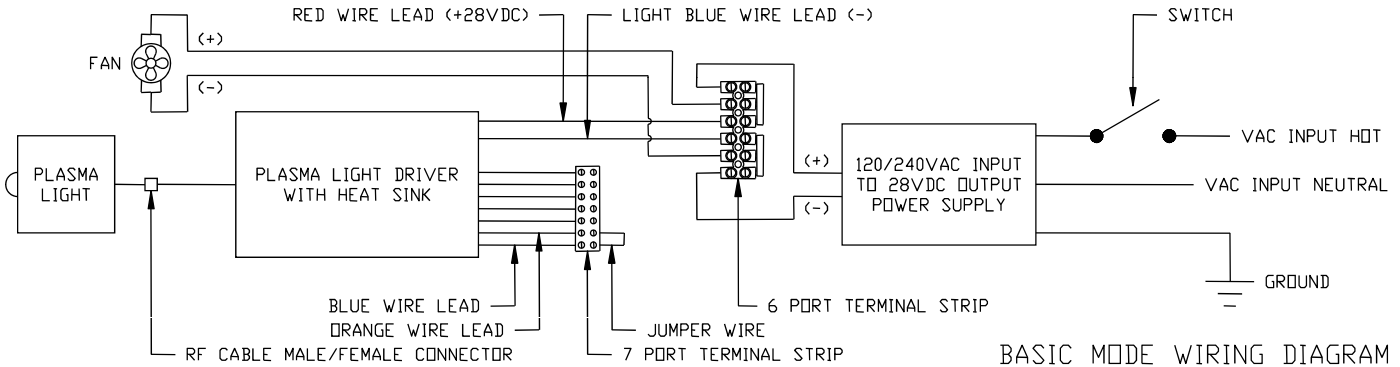 RED WIRE LEAD (+28VDC)
LIGHT BLUE WIRE LEAD (-)
SWITCH
(+)
FAN
(-)
PLASMA
LIGHT
PLASMA LIGHT DRIVER
WITH HEAT SINK
(+)
(-)
120/240VAC INPUT
TO 28VDC OUTPUT
POWER SUPPLY
VAC INPUT HOT
VAC INPUT NEUTRAL
GROUND
BLUE WIRE LEAD
ORANGE WIRE LEAD
RF CABLE MALE/FEMALE CONNECTOR
6 PORT TERMINAL STRIP
JUMPER WIRE
7 PORT TERMINAL STRIP
BASIC MODE WIRING DIAGRAM